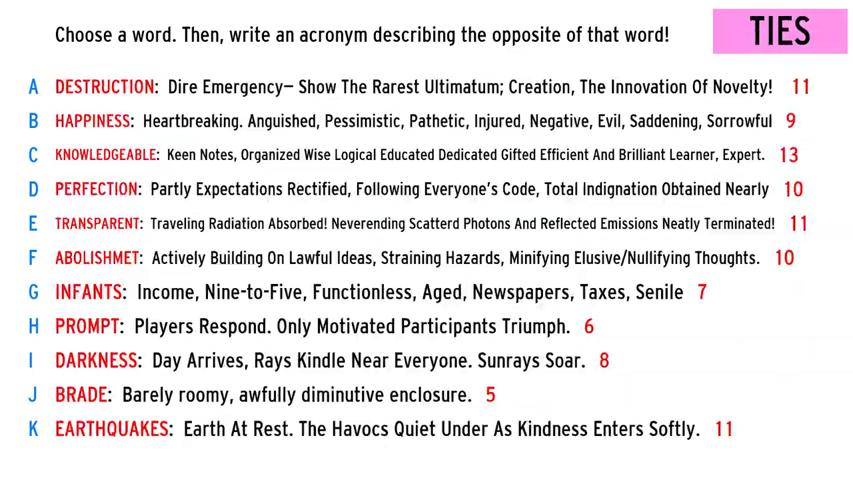 Choose a word. Then, write an acronym describing the opposite of that word!
TIES
A DESTRUCTION: Dire Emergency— Show The Rarest Ultimatum; Creation, The Innovation Of Novelty! 11
B HAPPINESS: Heartbreaking. Anguished, Pessimistic, Pathetic, Injured, Negative, Evil, Saddening, Sorrowful 9
C KNOWLEDGEABLE: Keen Notes, Organized Wise Logical Educated Dedicated Gifted Efficient And Brilliant Learner, Expert. 13
D PERFECTION: Partly Expectations Rectified, Following Everyone's Code, Total Indignation Obtained Nearly 10
E TRANSPARENT: Traveling Radiation Absorbed! Neverending Scatterd Photons And Reflected Emissions Neatly Terminated! 11
F ABOLISHMET: Actively Building On Lawful Ideas, Straining Hazards, Minifying Elusive/Nullifying Thoughts. 10
G INFANTS: Income, Nine-to-Five, Functionless, Aged, Newspapers, Taxes, Senile 7
H PROMPT: Players Respond. Only Motivated Participants Triumph. 6
I DARKNESS: Day Arrives, Rays Kindle Near Everyone. Sunrays Soar. 8
J BRADE: Barely roomy, awfully diminutive enclosure. 5
K EARTHQUAKES: Earth At Rest. The Havocs Quiet Under As Kindness Enters Softly. 11